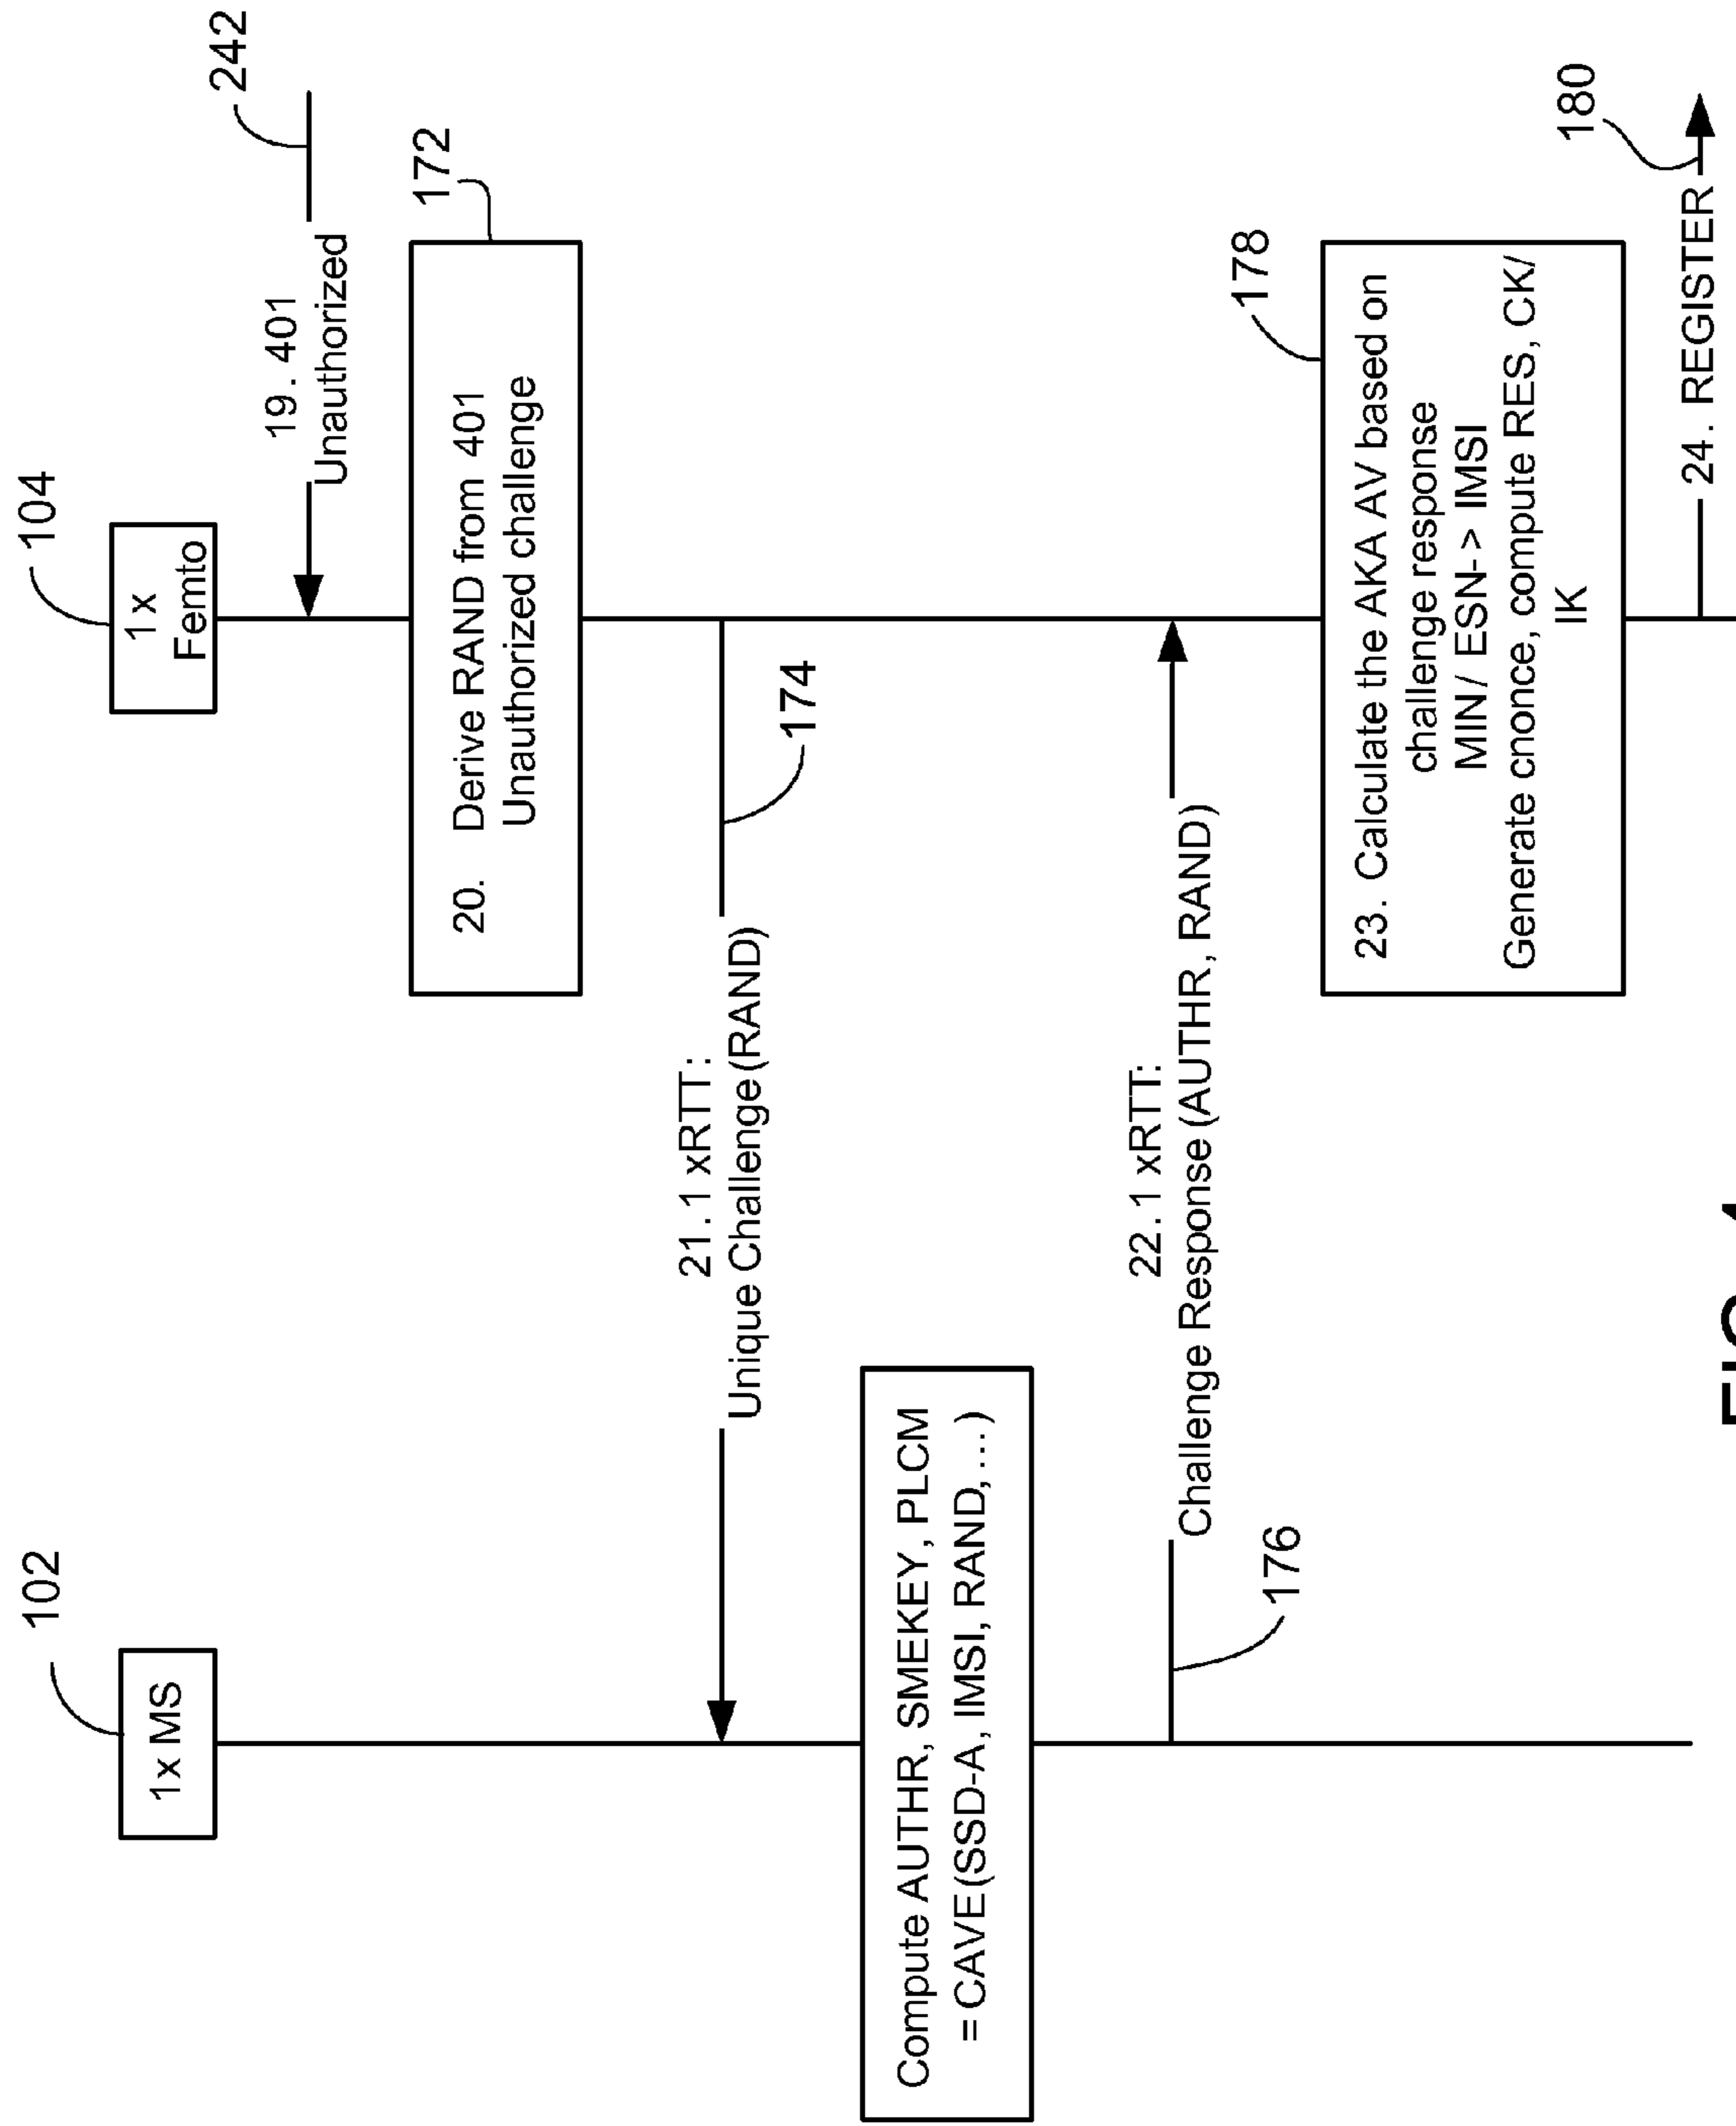 102
1x MS
104
1x
Femto
242
19. 401
Unauthorized
172
20. Derive RAND from 401
Unauthorized challenge
21.1 xRTT:
Unique Challenge (RAND)
174
Compute AUTHR, SMEKEY, PLCM
= CAVE (SSD-A, IMSI, RAND, ...)
22.1 xRTT:
Challenge Response (AUTHR, RAND)
176
178
23. Calculate the AKA AV based on
challenge response
MIN / ESN- > IMSI
Generate cnonce, compute RES, CK/
IK
180
24. REGISTER